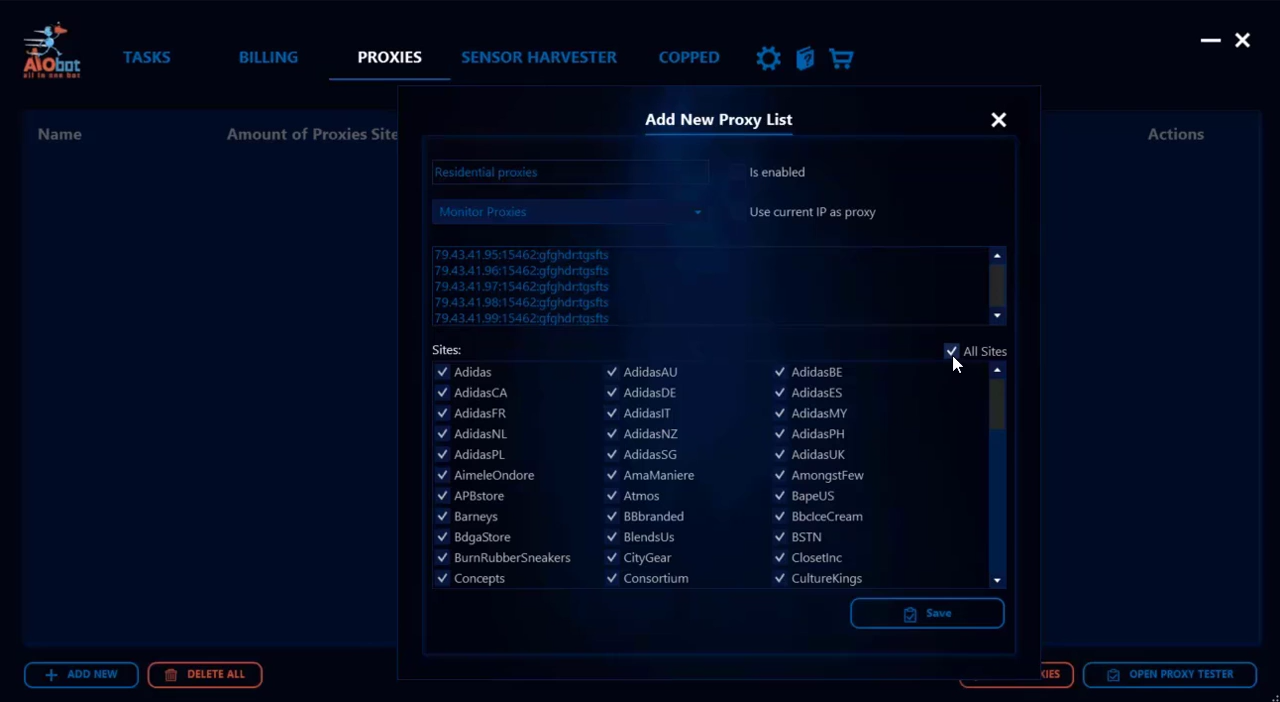 AIObot
all in one bot
TASKS
BILLING
PROXIES
SENSOR HARVESTER
COPPED
Name
Amount of Proxies Site
Actions
Add New Proxy List
Residential proxies
Is enabled
Monitor Proxies
Use current IP as proxy
79.43.41.95:15462:gfghdr:tgsfts
79.43.41.96:15462:gfghdr:tgsfts
79.43.41.97:15462:gfghdr:tgsfts
79.43.41.98:15462:gfghdr:tgsfts
79.43.41.99:15462:gfghdr:tgsfts
Sites:
All Sites
Adidas AdidasAU AdidasBE
AdidasCA AdidasDE AdidasES
AdidasFR AdidasIT AdidasMY
AdidasNL AdidasNZ AdidasPH
AdidasPL AdidasSG AdidasUK
AimeleOndore AmaManiere AmongstFew
APBstore Atmos BapeUS
Barneys BBbranded BbcIceCream
BdgaStore BlendsUs BSTN
BurnRubberSneakers CityGear ClosetInc
Concepts Consortium CultureKings
Save
ADD NEW
DELETE ALL
IES
OPEN PROXY TESTER